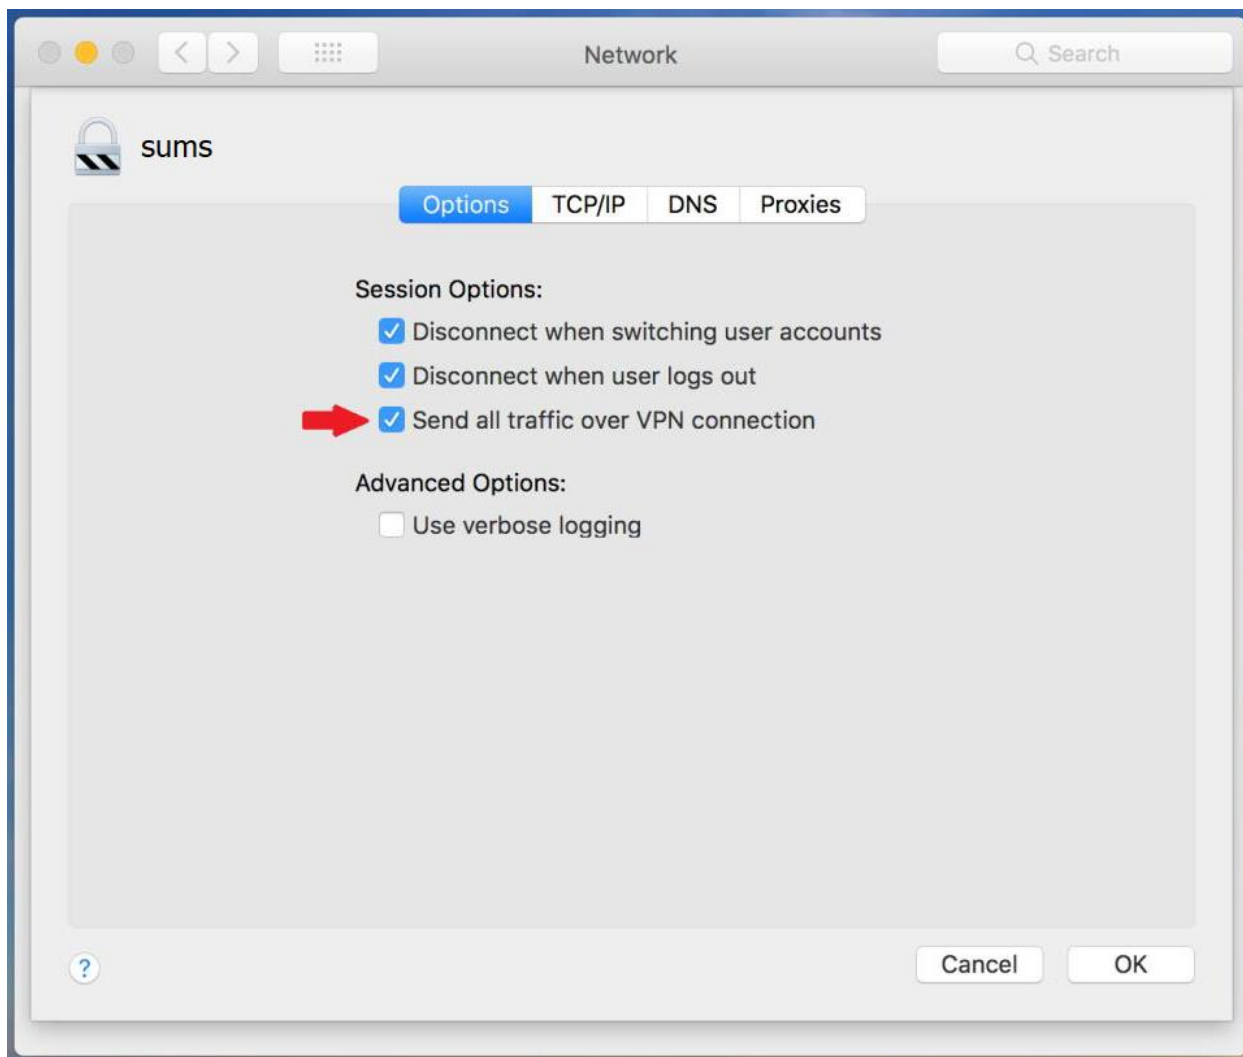 Network
Search
sums
Options TCP/IP DNS Proxies
Session Options:
Disconnect when switching user accounts
Disconnect when user logs out
Send all traffic over VPN connection
Advanced Options:
Use verbose logging
? Cancel OK